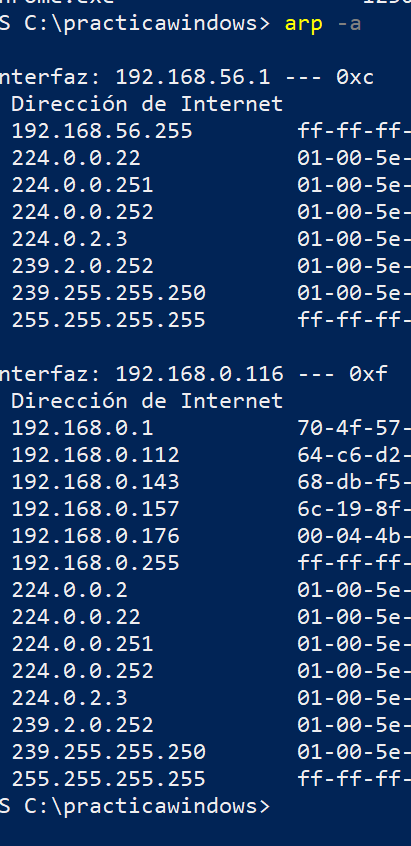 S C:\practicawindows> arp -a
nterfaz: 192.168.56.1 --- 0xc
Dirección de Internet
192.168.56.255 ff-ff-ff-
224.0.0.22 01-00-5e-
224.0.0.251 01-00-5e-
224.0.0.252 01-00-5e-
224.0.2.3 01-00-5e-
239.2.0.252 01-00-5e-
239.255.255.250 01-00-5e-
255.255.255.255 ff-ff-ff-
nterfaz: 192.168.0.116 --- 0xf
Dirección de Internet
192.168.0.1 70-4f-57-
192.168.0.112 64-c6-d2-
192.168.0.143 68-db-f5-
192.168.0.157 6c-19-8f-
192.168.0.176 00-04-4b-
192.168.0.255 ff-ff-ff-
224.0.0.2 01-00-5e-
224.0.0.22 01-00-5e-
224.0.0.251 01-00-5e-
224.0.0.252 01-00-5e-
224.0.2.3 01-00-5e-
239.2.0.252 01-00-5e-
239.255.255.250 01-00-5e-
255.255.255.255 ff-ff-ff-
S C:\practicawindows>